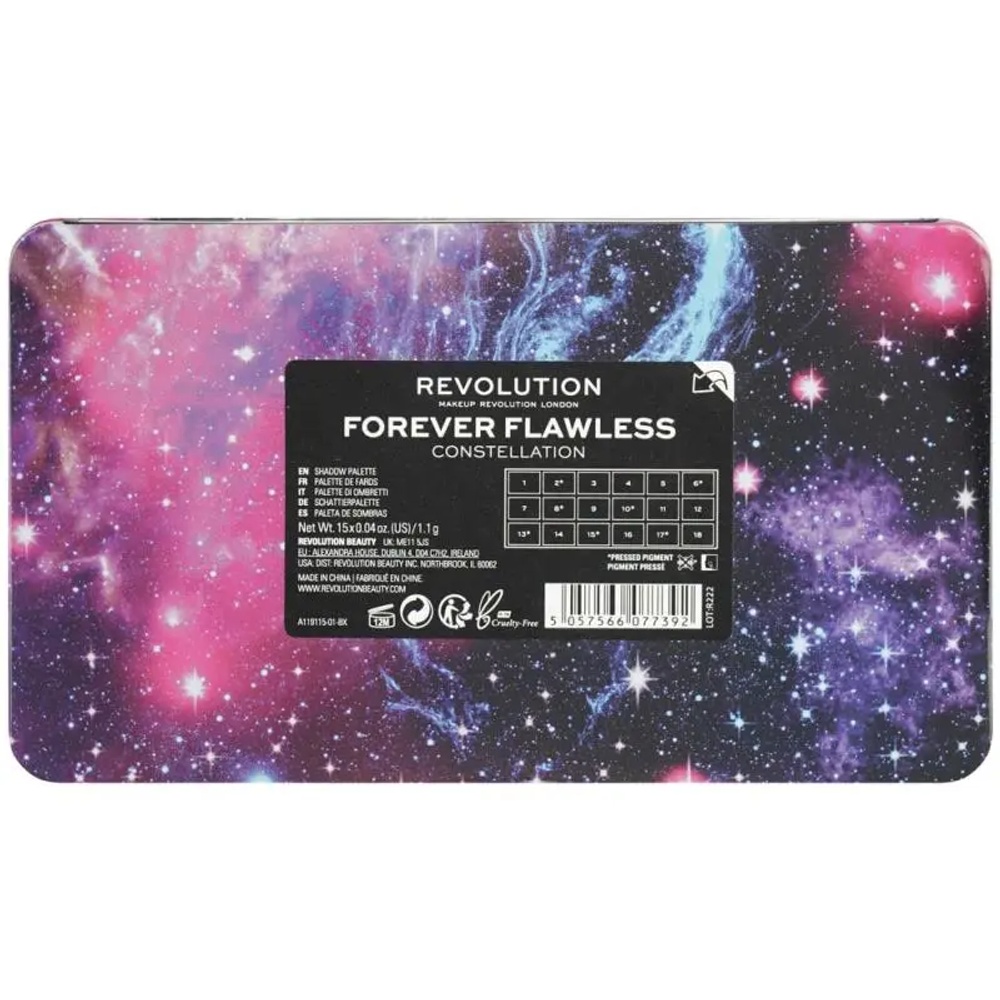 REVOLUTION
MAKEUP REVOLUTION LONDON
FOREVER FLAWLESS
CONSTELLATION
EN SHADOW PALETTE
FR PALETTE DE FARDS
IT PALETTE DI OMBRETTI
DE SCHATTIERPALETTE
ES PALETA DE SOMBRAS
Net Wt. 15 x 0.04 oz. (US) / 1.1 g
REVOLUTION BEAUTY UK: ME11 5JS
EU: ALEXANDRA HOUSE, DUBLIN 4, D04 C7H2, IRELAND
USA. DIST: REVOLUTION BEAUTY INC. NORTHBROOK, IL 60062
MADE IN CHINA | FABRIQUÉ EN CHINE.
WWW.REVOLUTIONBEAUTY.COM
A119115-01-BX
1 2* 3 4 5 6*
7 8* 9 10* 11 12
13* 14 15* 16 17* 18
*PRESSED PIGMENT
PIGMENT PRESSÉ
12M
Cruelty-Free
5 057566 077392
LOT:R222